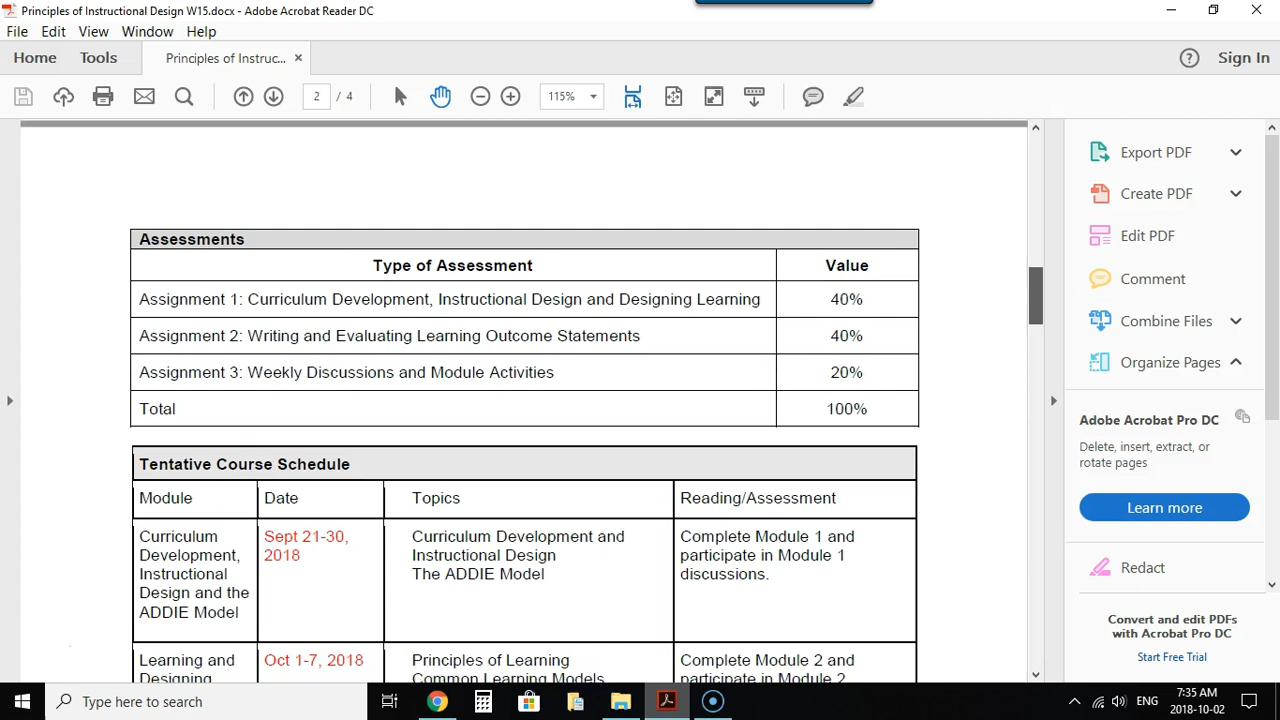 Principles of Instructional Design W15.docx - Adobe Acrobat Reader DC
File Edit View Window Help
Home Tools Principles of Instruc... × Sign In
2 / 4 115%
Assessments
Type of Assessment Value
Assignment 1: Curriculum Development, Instructional Design and Designing Learning 40%
Assignment 2: Writing and Evaluating Learning Outcome Statements 40%
Assignment 3: Weekly Discussions and Module Activities 20%
Total 100%
Tentative Course Schedule
Module Date Topics Reading/Assessment
Curriculum Sept 21-30, Curriculum Development and Complete Module 1 and
Development, 2018 Instructional Design participate in Module 1
Instructional The ADDIE Model discussions.
Design and the
ADDIE Model
Learning and Oct 1-7, 2018 Principles of Learning Complete Module 2 and
Designing Common Learning Models participate in Module 2
Export PDF
Create PDF
Edit PDF
Comment
Combine Files
Organize Pages
Adobe Acrobat Pro DC
Delete, insert, extract, or
rotate pages
Learn more
Redact
Convert and edit PDFs
with Acrobat Pro DC
Start Free Trial
Type here to search
ENG
7:35 AM
2018-10-02